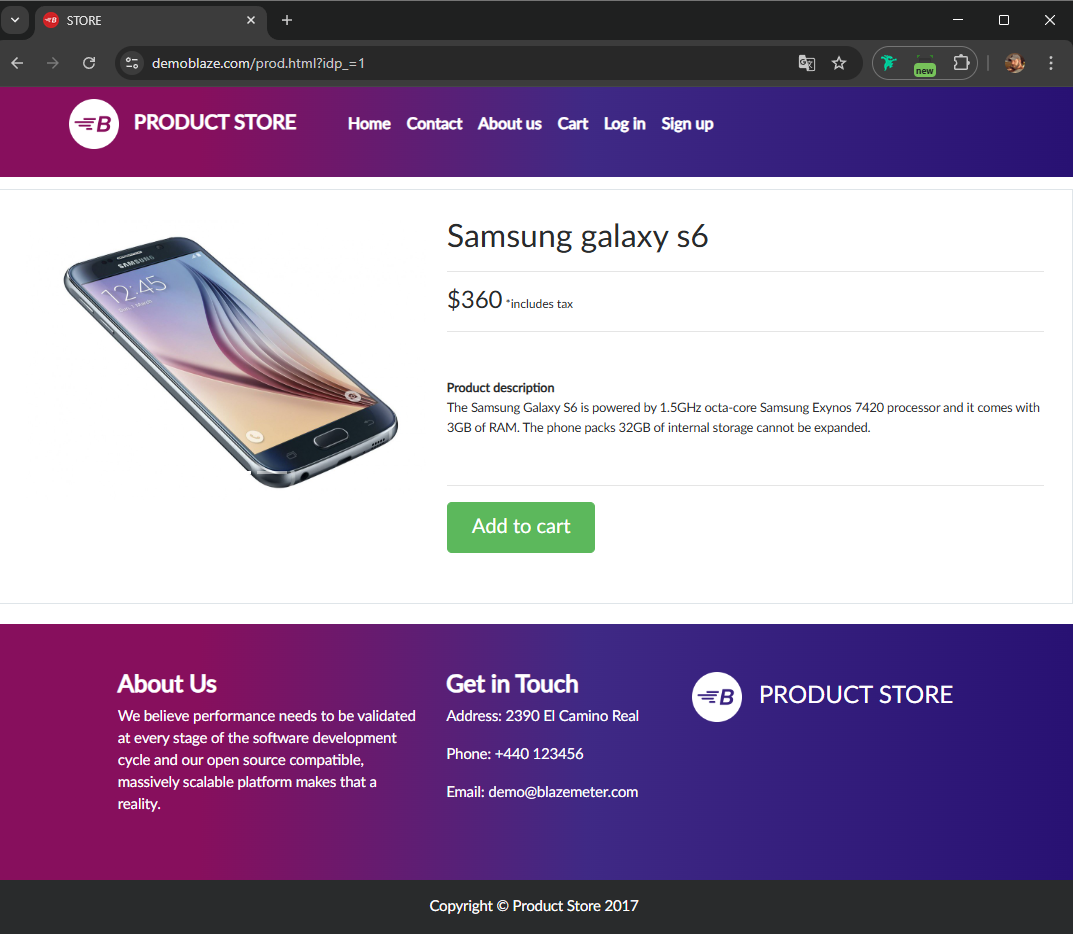 STORE
demoblaze.com/prod.html?idp_=1
new
B PRODUCT STORE
Home Contact About us Cart Log in Sign up
Samsung galaxy s6
$360 *includes tax
SAMSUNG
12:45
Product description
The Samsung Galaxy S6 is powered by 1.5GHz octa-core Samsung Exynos 7420 processor and it comes with
3GB of RAM. The phone packs 32GB of internal storage cannot be expanded.
Add to cart
About Us
We believe performance needs to be validated
at every stage of the software development
cycle and our open source compatible,
massively scalable platform makes that a
reality.
Get in Touch
Address: 2390 El Camino Real
Phone: +440 123456
Email: demo@blazemeter.com
B PRODUCT STORE
Copyright © Product Store 2017